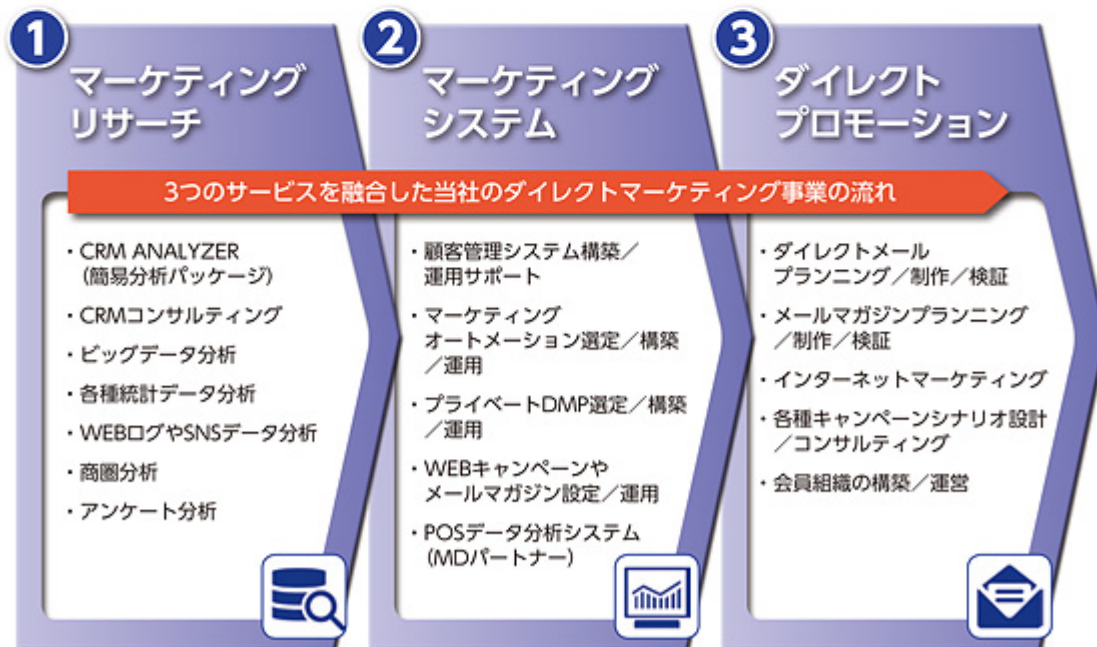 1
マーケティング
リサーチ
2
マーケティング
システム
3
ダイレクト
プロモーション
3つのサービスを融合した当社のダイレクトマーケティング事業の流れ
・CRM ANALYZER
（簡易分析パッケージ）
・CRMコンサルティング
・ビッグデータ分析
・各種統計データ分析
・WEBログやSNSデータ分析
・商圏分析
・アンケート分析
・顧客管理システム構築／
運用サポート
・マーケティング
オートメーション選定／構築
／運用
・プライベートDMP選定／構築
／運用
・WEBキャンペーンや
メールマガジン設定／運用
・POSデータ分析システム
（MDパートナー）
・ダイレクトメール
プランニング／制作／検証
・メールマガジンプランニング
／制作／検証
・インターネットマーケティング
・各種キャンペーンシナリオ設計
／コンサルティング
・会員組織の構築／運営